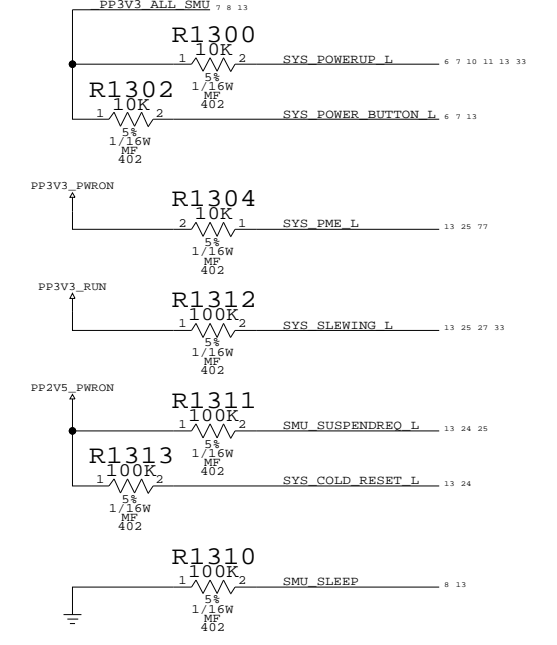 PP3V3_ALL_SMU 7 8 13
R1300
10K
1 2 SYS_POWERUP_L 6 7 10 11 13 33
5%
1/16W
MF
402
R1302
10K
1 2 SYS_POWER_BUTTON_L 6 7 13
5%
1/16W
MF
402
PP3V3_PWRON
R1304
10K
2 1 SYS_PME_L 13 25 77
5%
1/16W
MF
402
PP3V3_RUN
R1312
100K
1 2 SYS_SLEWING_L 13 25 27 33
5%
1/16W
MF
402
PP2V5_PWRON
R1311
100K
1 2 SMU_SUSPENDREQ_L 13 24 25
5%
1/16W
MF
402
R1313
100K
1 2 SYS_COLD_RESET_L 13 24
5%
1/16W
MF
402
R1310
100K
1 2 SMU_SLEEP 8 13
5%
1/16W
MF
402